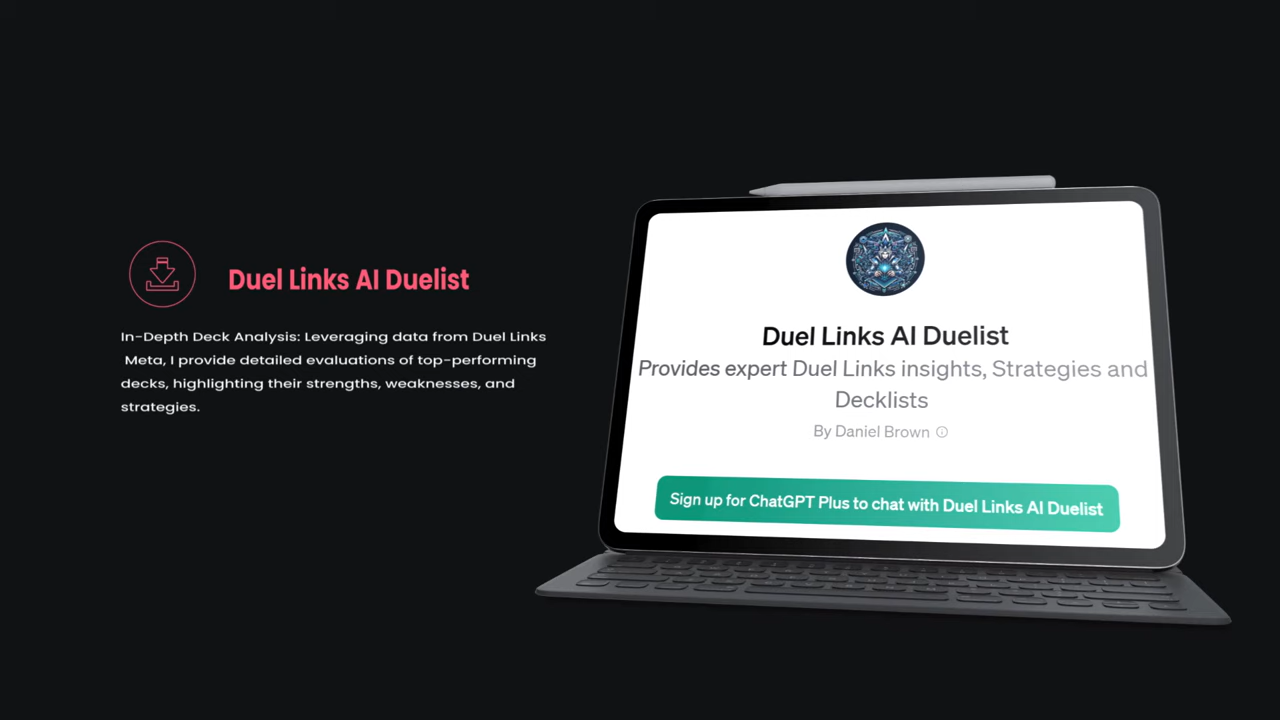 Duel Links AI Duelist
In-Depth Deck Analysis: Leveraging data from Duel Links
Meta, I provide detailed evaluations of top-performing
decks, highlighting their strengths, weaknesses, and
strategies.
Duel Links AI Duelist
Provides expert Duel Links insights, Strategies and
Decklists
By Daniel Brown
Sign up for ChatGPT Plus to chat with Duel Links AI Duelist